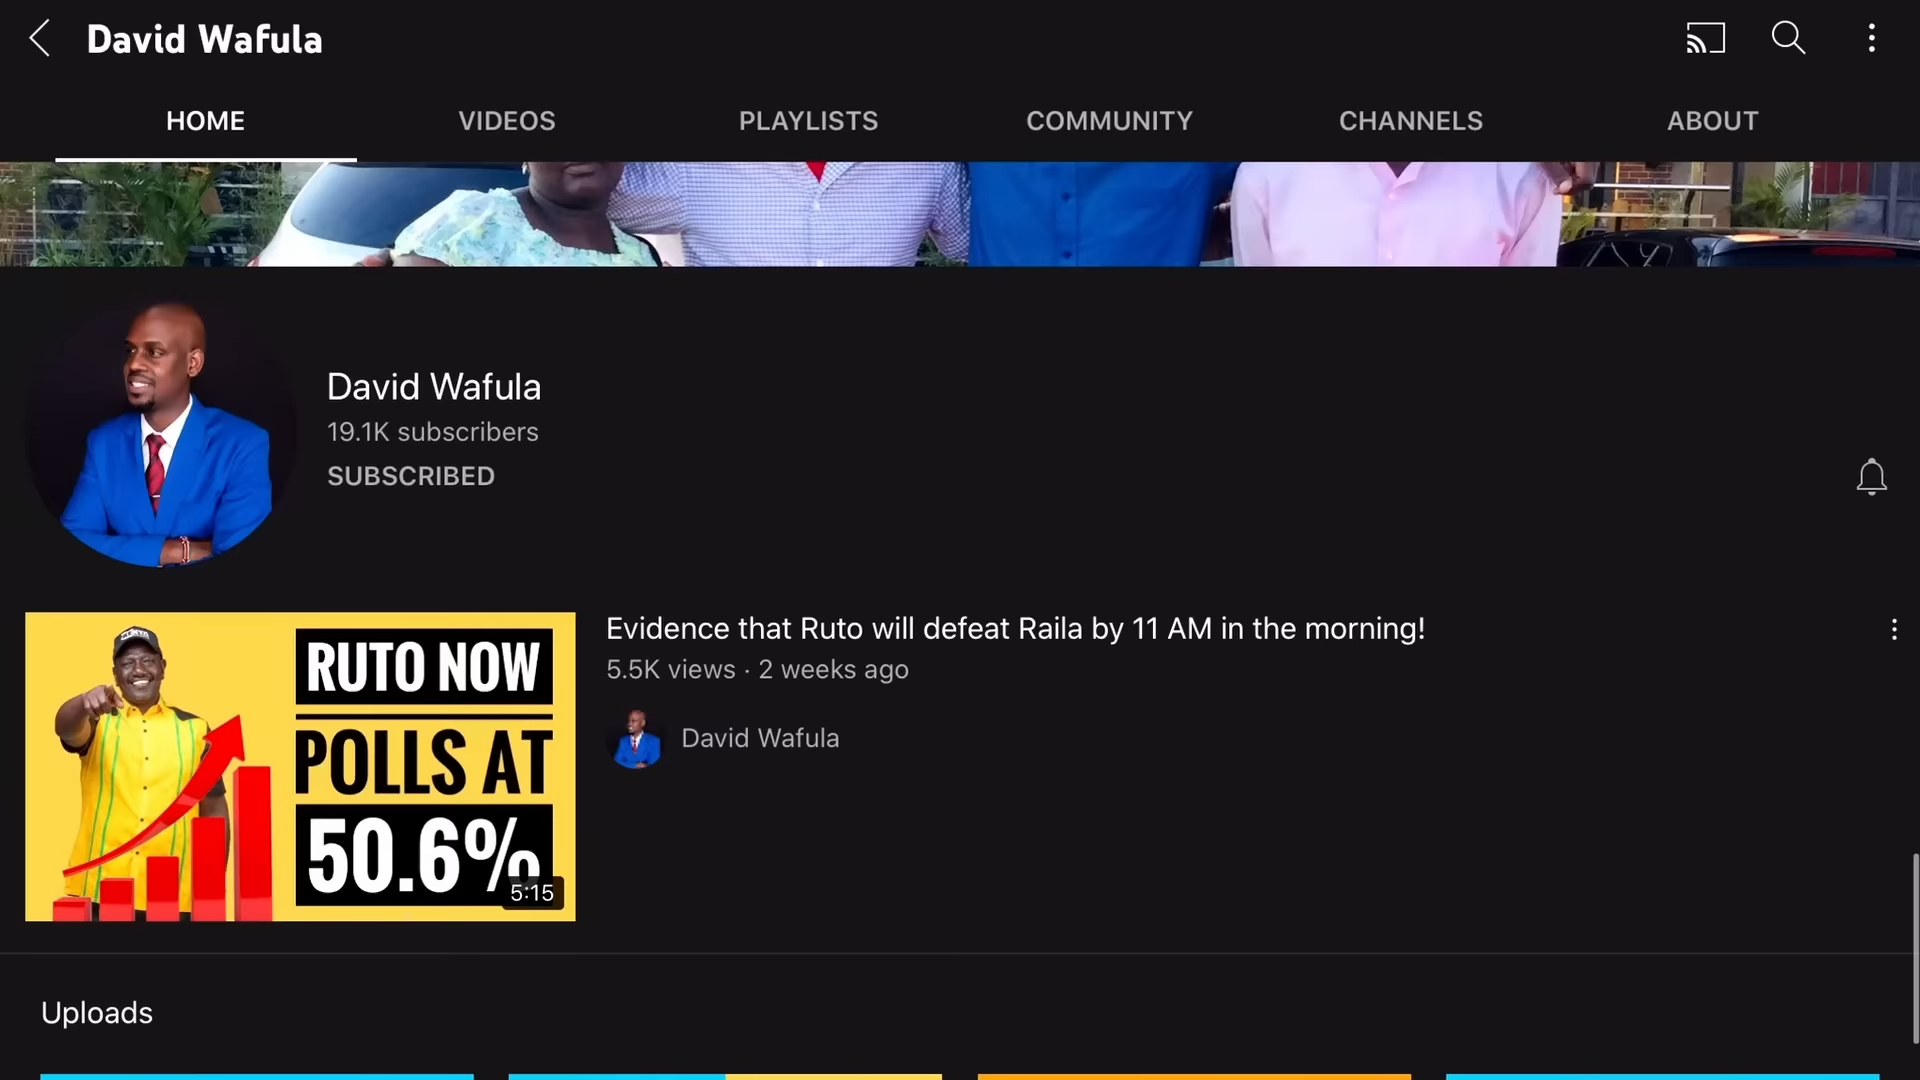 David Wafula
HOME VIDEOS PLAYLISTS COMMUNITY CHANNELS ABOUT
David Wafula
19.1K subscribers
SUBSCRIBED
RUTO NOW
POLLS AT
50.6%
5:15
Evidence that Ruto will defeat Raila by 11 AM in the morning!
5.5K views · 2 weeks ago
David Wafula
Uploads